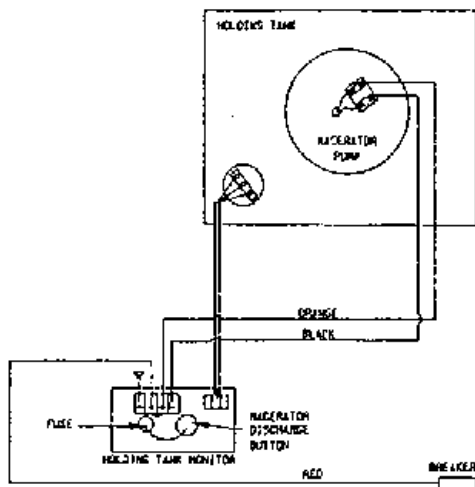 HOLDING TANK
MACERATOR
PUMP
ORANGE
BLACK
FUSE
MACERATOR
DISCHARGE
BUTTON
HOLDING TANK MONITOR
RED
BREAKER